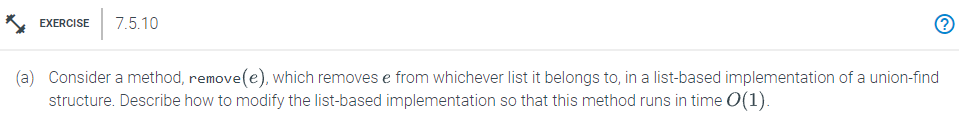 EXERCISE 7.5.10
(a) Consider a method, remove(e), which removes e from whichever list it belongs to, in a list-based implementation of a union-find
structure. Describe how to modify the list-based implementation so that this method runs in time O(1).